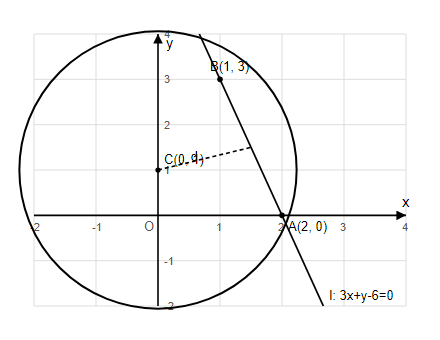 4
y
B(1, 3)
3
2
C(0, 1)
d
1
x
-2
-1
O
1
2
A(2, 0)
3
4
-1
l: 3x+y-6=0
-2